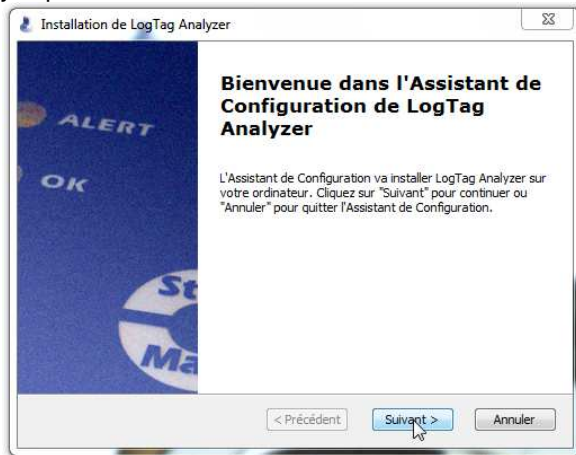 Installation de LogTag Analyzer
ALERT
OK
Bienvenue dans l'Assistant de
Configuration de LogTag
Analyzer
L'Assistant de Configuration va installer LogTag Analyzer sur
votre ordinateur. Cliquez sur "Suivant" pour continuer ou
"Annuler" pour quitter l'Assistant de Configuration.
< Précédent
Suivant >
Annuler